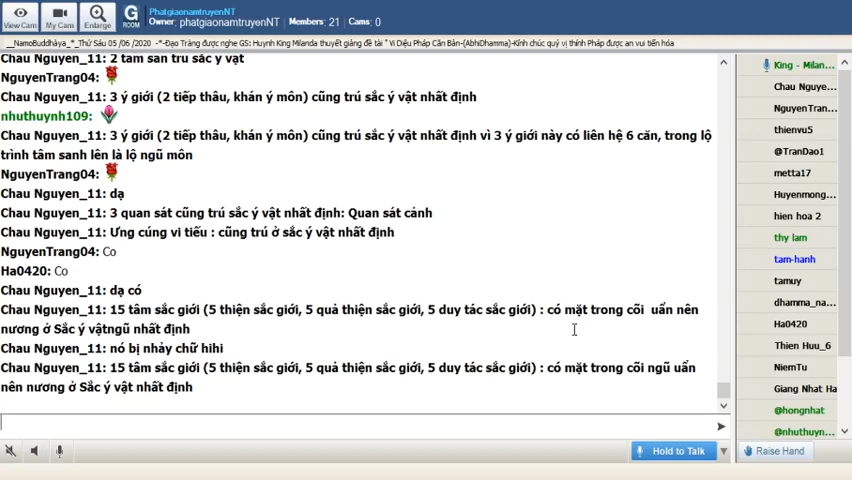 View Cam
My Cam
Enlarge
G
ROOM
PhatgiaonamtruyenNT
Owner: phatgiaonamtruyenNT Members: 21 Cams: 0
__NamoBuddhàya_*_Thứ Sáu 05 /06 /2020 -*-Đạo Tràng được nghe GS: Huynh King Milanda thuyết giảng đề tài " Vi Diệu Pháp Căn Bản-(AbhiDhamma)-Kính chúc quý vị thính Pháp được an vui tiến hóa
Chau Nguyen_11: 2 tâm sân trú sắc ý vật
NguyenTrang04:
Chau Nguyen_11: 3 ý giới (2 tiếp thâu, khán ý môn) cũng trú sắc ý vật nhất định
nhuthuynh109:
Chau Nguyen_11: 3 ý giới (2 tiếp thâu, khán ý môn) cũng trú sắc ý vật nhất định vì 3 ý giới này có liên hệ 6 căn, trong lộ
trình tâm sanh lên là lộ ngũ môn
NguyenTrang04:
Chau Nguyen_11: dạ
Chau Nguyen_11: 3 quan sát cũng trú sắc ý vật nhất định: Quan sát cảnh
Chau Nguyen_11: Ưng cúng vi tiếu : cũng trú ở sắc ý vật nhất định
NguyenTrang04: Co
Ha0420: Co
Chau Nguyen_11: dạ có
Chau Nguyen_11: 15 tâm sắc giới (5 thiện sắc giới, 5 quả thiện sắc giới, 5 duy tác sắc giới) : có mặt trong cõi uẩn nên
nương ở Sắc ý vậtngũ nhất định
Chau Nguyen_11: nó bị nhảy chữ hihi
Chau Nguyen_11: 15 tâm sắc giới (5 thiện sắc giới, 5 quả thiện sắc giới, 5 duy tác sắc giới) : có mặt trong cõi ngũ uẩn
nên nương ở Sắc ý vật nhất định
King - Milan...
Chau Nguye...
NguyenTran...
thienvu5
@TranDao1
metta17
Huyenmong...
hien hoa 2
thy lam
tam-hanh
tamuy
dhamma_na...
Ha0420
Thien Huu_6
NiemTu
Giang Nhat Ha
@hongnhat
@nhuthuyn...
Hold to Talk
Raise Hand